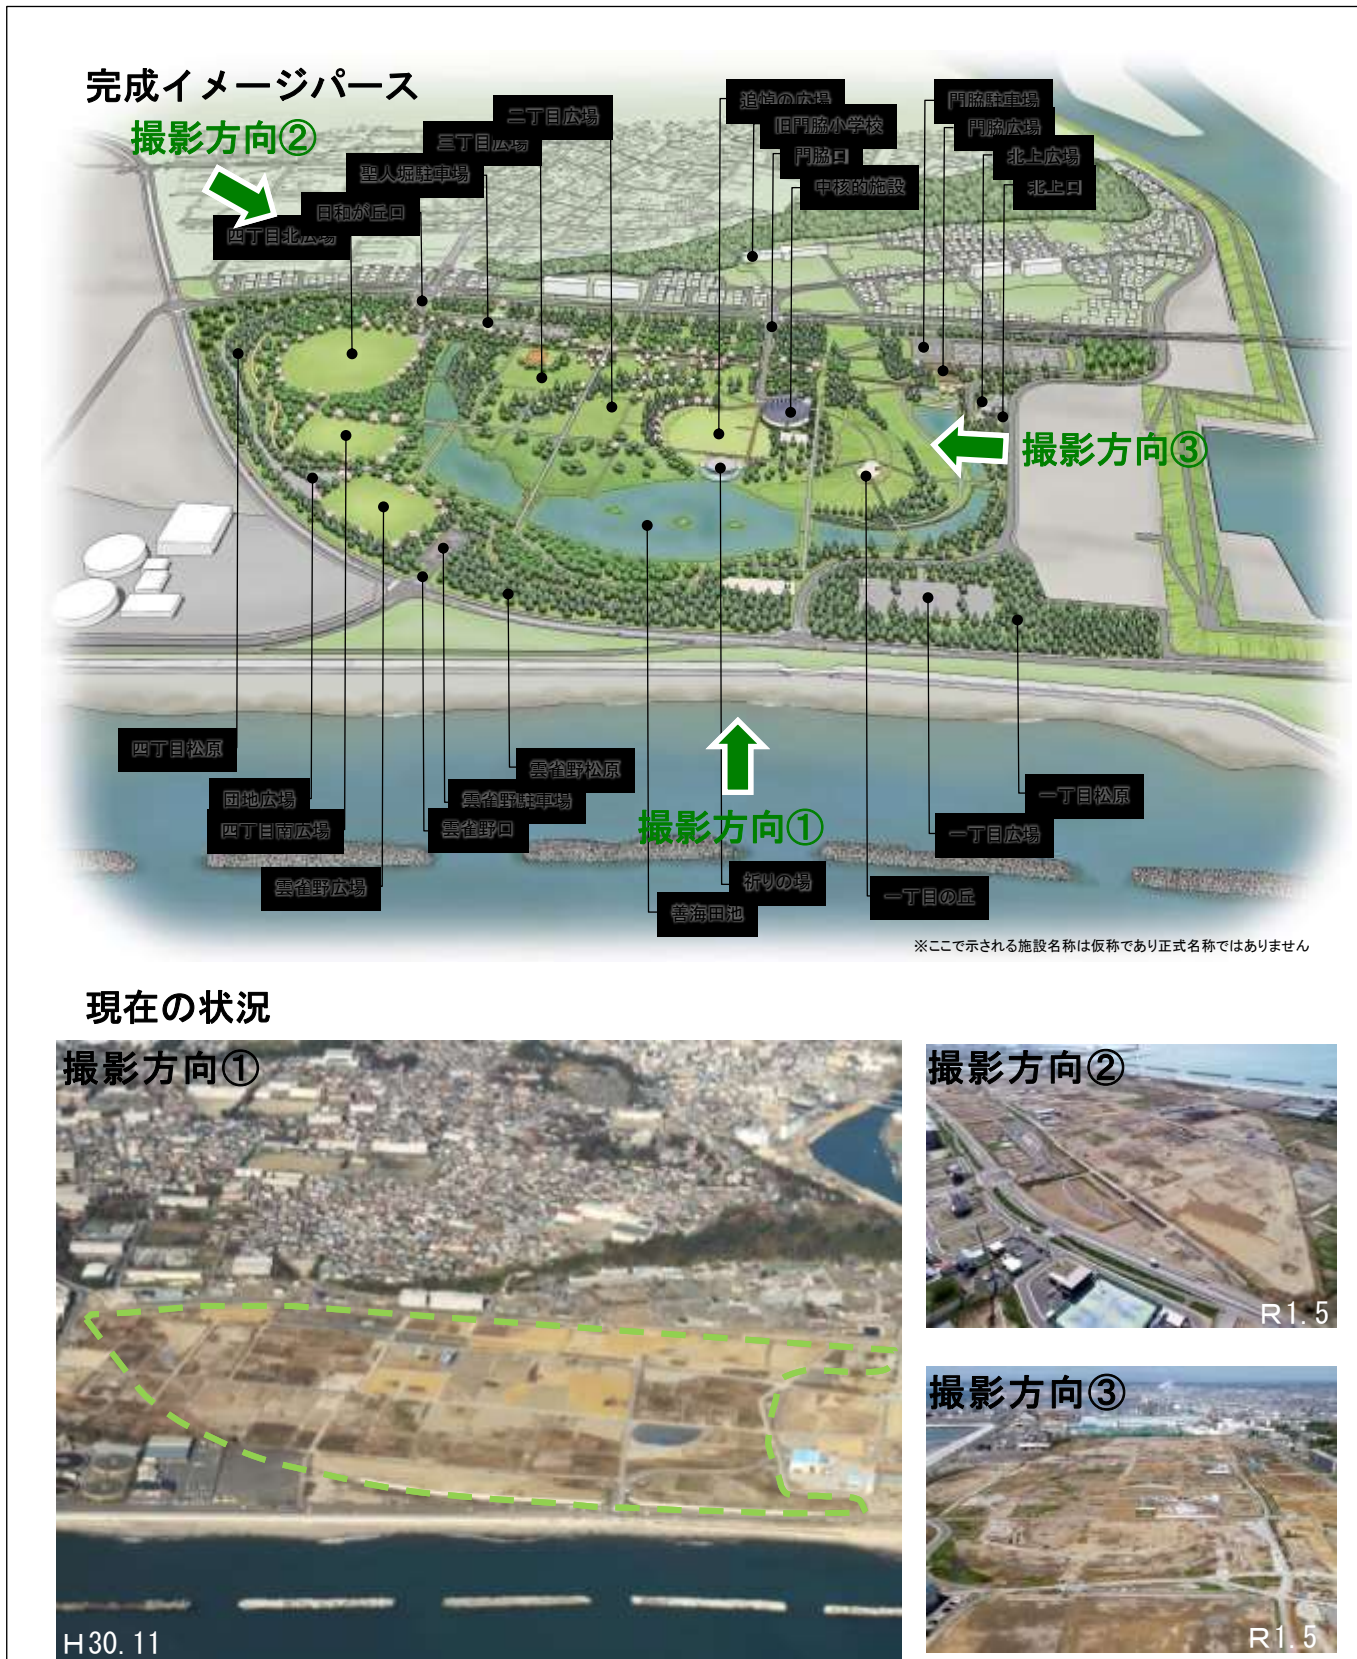 完成イメージパース
撮影方向②
二丁目広場
三丁目広場
聖人堀駐車場
日和が丘口
四丁目北広場
追悼の広場
旧門脇小学校
門脇口
中核的施設
門脇駐車場
門脇広場
北上広場
北上口
撮影方向③
四丁目松原
団地広場
四丁目南広場
雲雀野広場
雲雀野松原
雲雀野駐車場
雲雀野口
撮影方向①
祈りの場
善海田池
一丁目松原
一丁目広場
一丁目の丘
※ここで示される施設名称は仮称であり正式名称ではありません
現在の状況
撮影方向①
H30.11
撮影方向②
R1.5
撮影方向③
R1.5